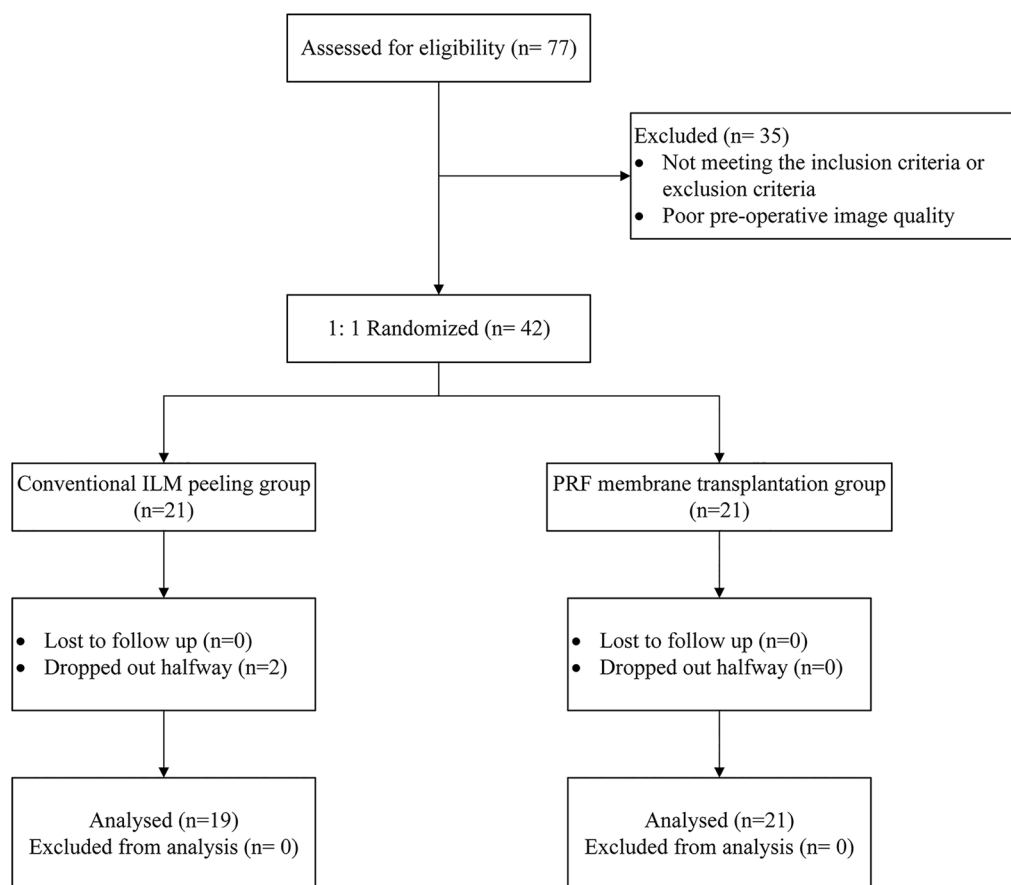 Assessed for eligibility (n= 77)
Excluded (n= 35)
• Not meeting the inclusion criteria or
exclusion criteria
• Poor pre-operative image quality
1: 1 Randomized (n= 42)
Conventional ILM peeling group
(n=21)
PRF membrane transplantation group
(n=21)
• Lost to follow up (n=0)
• Dropped out halfway (n=2)
• Lost to follow up (n=0)
• Dropped out halfway (n=0)
Analysed (n=19)
Excluded from analysis (n= 0)
Analysed (n=21)
Excluded from analysis (n= 0)